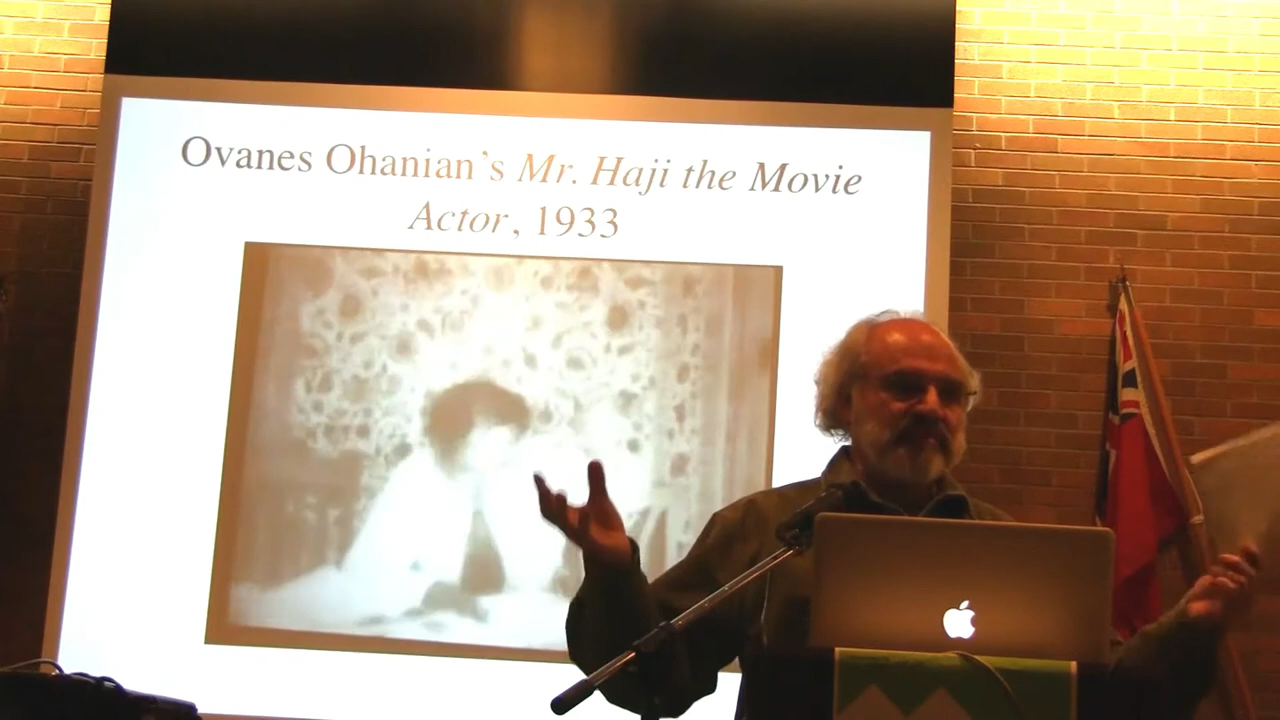 Ovanes Ohanian’s Mr. Haji the Movie
Actor, 1933